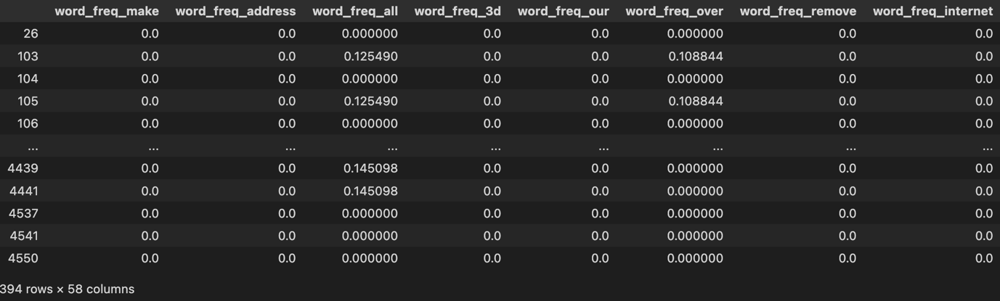 word_freq_make word_freq_address word_freq_all word_freq_3d word_freq_our word_freq_over word_freq_remove word_freq_internet
26 0.0 0.0 0.000000 0.0 0.0 0.000000 0.0 0.0
103 0.0 0.0 0.125490 0.0 0.0 0.108844 0.0 0.0
104 0.0 0.0 0.000000 0.0 0.0 0.000000 0.0 0.0
105 0.0 0.0 0.125490 0.0 0.0 0.108844 0.0 0.0
106 0.0 0.0 0.000000 0.0 0.0 0.000000 0.0 0.0
... ... ... ... ... ... ... ... ...
4439 0.0 0.0 0.145098 0.0 0.0 0.000000 0.0 0.0
4441 0.0 0.0 0.145098 0.0 0.0 0.000000 0.0 0.0
4537 0.0 0.0 0.000000 0.0 0.0 0.000000 0.0 0.0
4541 0.0 0.0 0.000000 0.0 0.0 0.000000 0.0 0.0
4550 0.0 0.0 0.000000 0.0 0.0 0.000000 0.0 0.0
394 rows × 58 columns